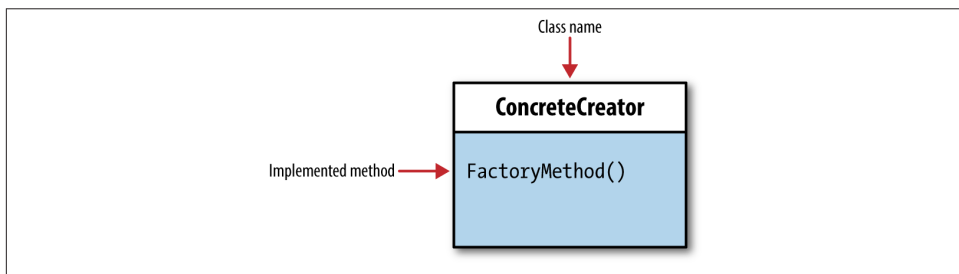 Class name
ConcreteCreator
Implemented method
FactoryMethod()